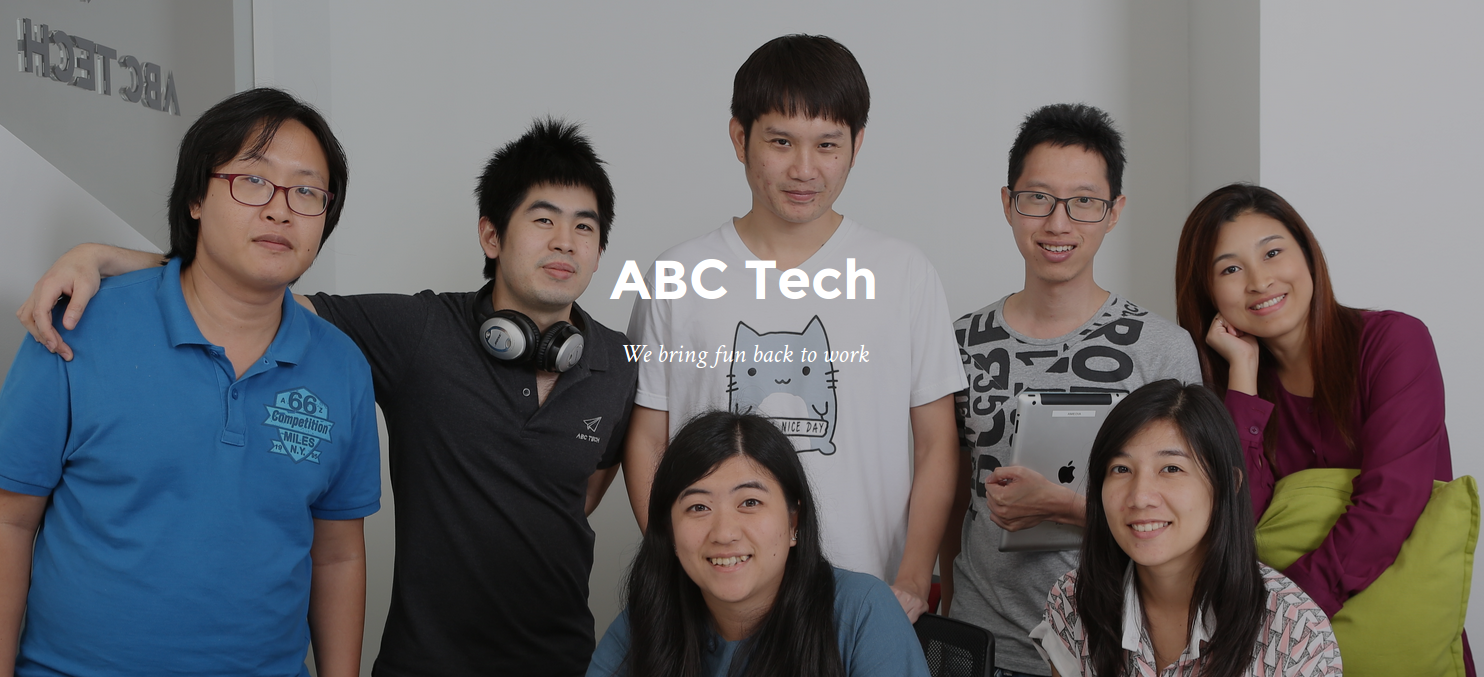 ABC TECH
ABC Tech
We bring fun back to work
NICE DAY
A 66 Z
Competition
MILES
N.Y.
ABC TECH